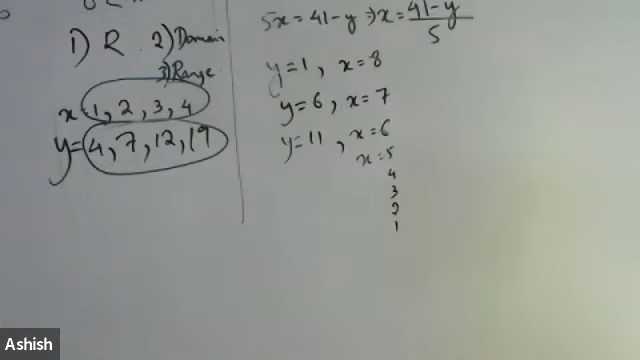 1) R 2) Domain
3) Range
x = 1, 2, 3, 4
y = 4, 7, 12, 19
5x = 41 - y ⇒ x = 41 - y / 5
y = 1, x = 8
y = 6, x = 7
y = 11, x = 6
x = 5
4
3
2
1
Ashish